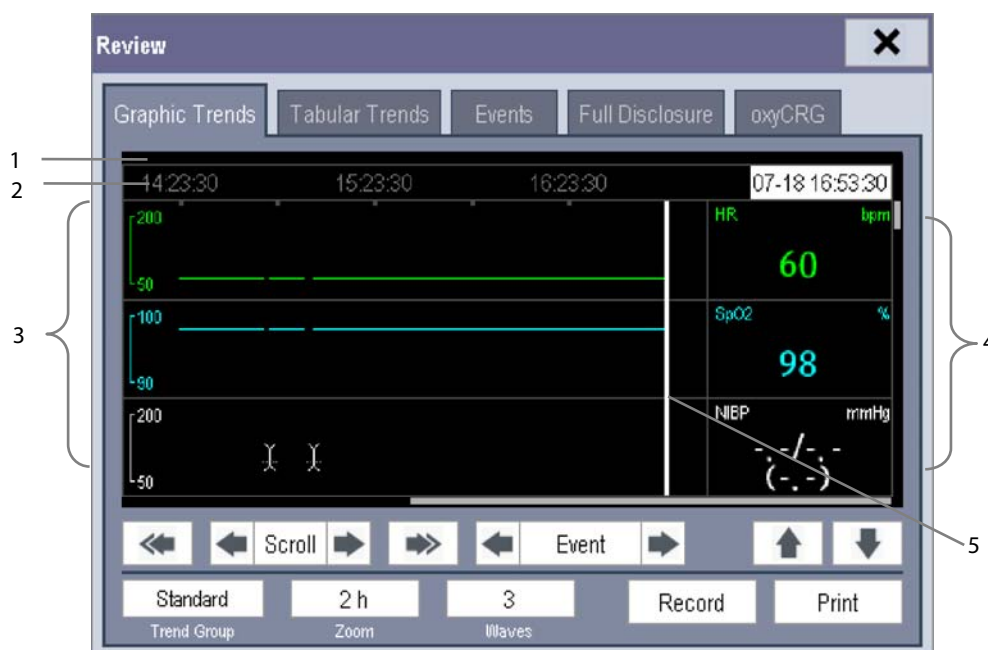 Review
Graphic Trends Tabular Trends Events Full Disclosure oxyCRG
1
2
14:23:30 15:23:30 16:23:30 07-18 16:53:30
200 HR bpm
60
50
3
4
100 SpO2 %
98
90
200 NIBP mmHg
-.-/-.-
(-.-)
50
Scroll Event
5
Standard 2 h 3 Record Print
Trend Group Zoom Waves